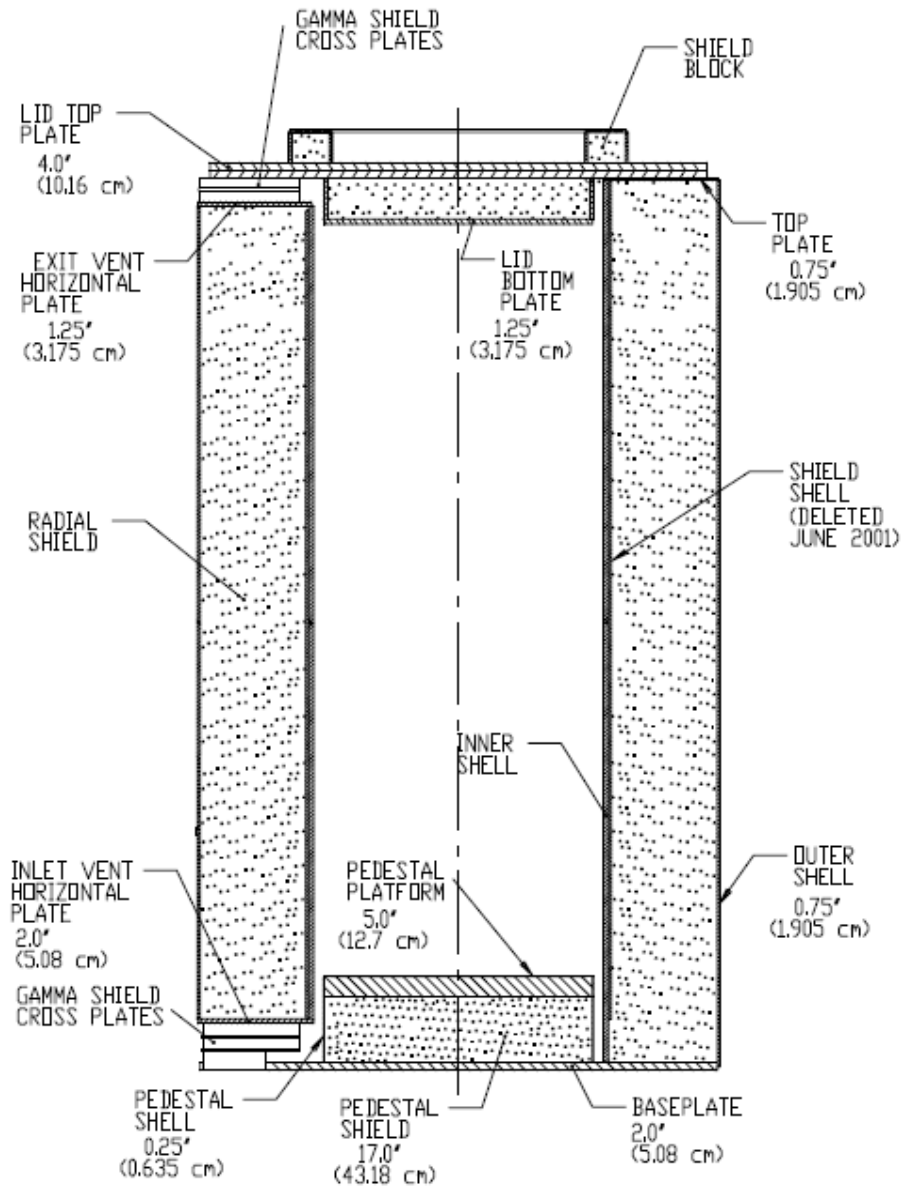 GAMMA SHIELD
CROSS PLATES
SHIELD
BLOCK
LID TOP
PLATE
4.0"
(10.16 cm)
TOP
PLATE
0.75"
(1.905 cm)
EXIT VENT
HORIZONTAL
PLATE
1.25"
(3.175 cm)
LID
BOTTOM
PLATE
1.25"
(3.175 cm)
SHIELD
SHELL
(DELETED
JUNE 2001)
RADIAL
SHIELD
INNER
SHELL
INLET VENT
HORIZONTAL
PLATE
2.0"
(5.08 cm)
PEDESTAL
PLATFORM
5.0"
(12.7 cm)
OUTER
SHELL
0.75"
(1.905 cm)
GAMMA SHIELD
CROSS PLATES
PEDESTAL
SHELL
0.25"
(0.635 cm)
PEDESTAL
SHIELD
17.0"
(43.18 cm)
BASEPLATE
2.0"
(5.08 cm)